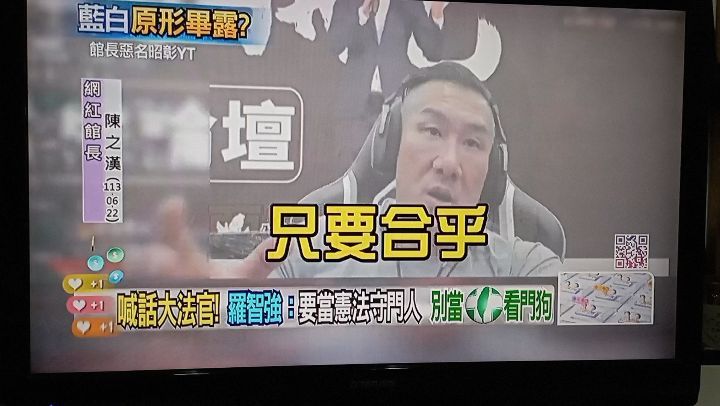 藍白原形畢露?
館長惡名昭彰YT
網紅館長
陳之漢(113-06-22)
論壇
只要合乎
+1
+1
+1
喊話大法官! 羅智強:要當憲法守門人 別當 看門狗